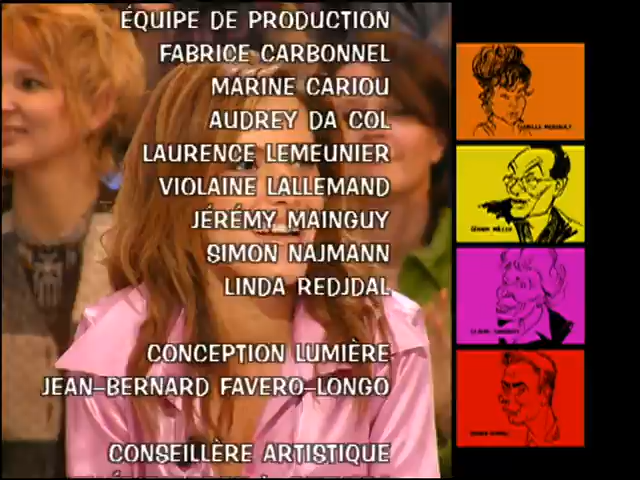 ÉQUIPE DE PRODUCTION
FABRICE CARBONNEL
MARINE CARIOU
AUDREY DA COL
LAURENCE LEMEUNIER
VIOLAINE LALLEMAND
JÉRÉMY MAINGUY
SIMON NAJMANN
LINDA REDJDAL
CONCEPTION LUMIÈRE
JEAN-BERNARD FAVERO-LONGO
CONSEILLÈRE ARTISTIQUE